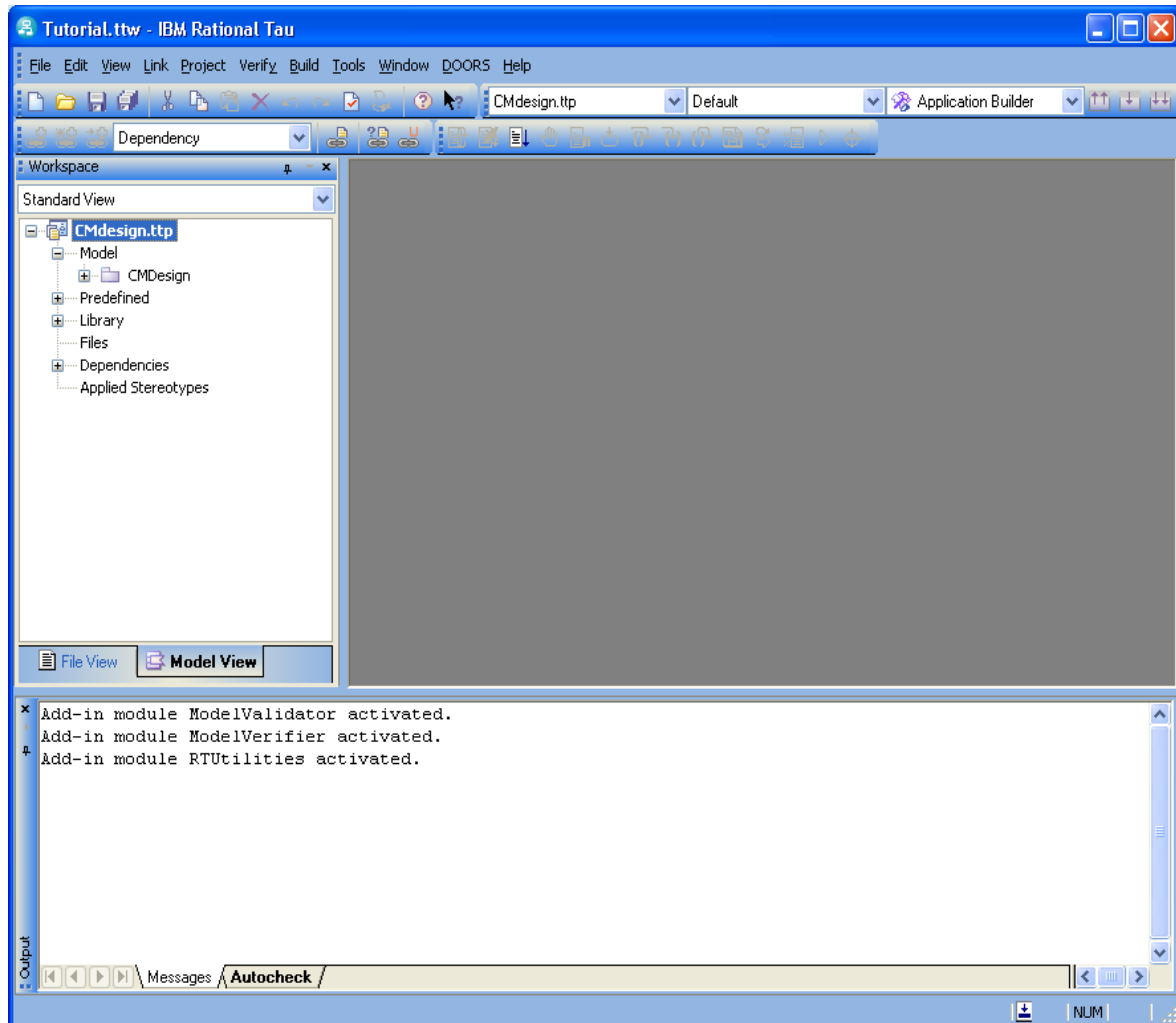 Tutorial.ttw - IBM Rational Tau
File Edit View Link Project Verify Build Tools Window DOORS Help
CMdesign.ttp Default Application Builder
Dependency
Workspace
Standard View
CMdesign.ttp
Model
CMDesign
Predefined
Library
Files
Dependencies
Applied Stereotypes
File View Model View
Add-in module ModelValidator activated.
Add-in module ModelVerifier activated.
Add-in module RTUtilities activated.
Output
Messages Autocheck
NUM